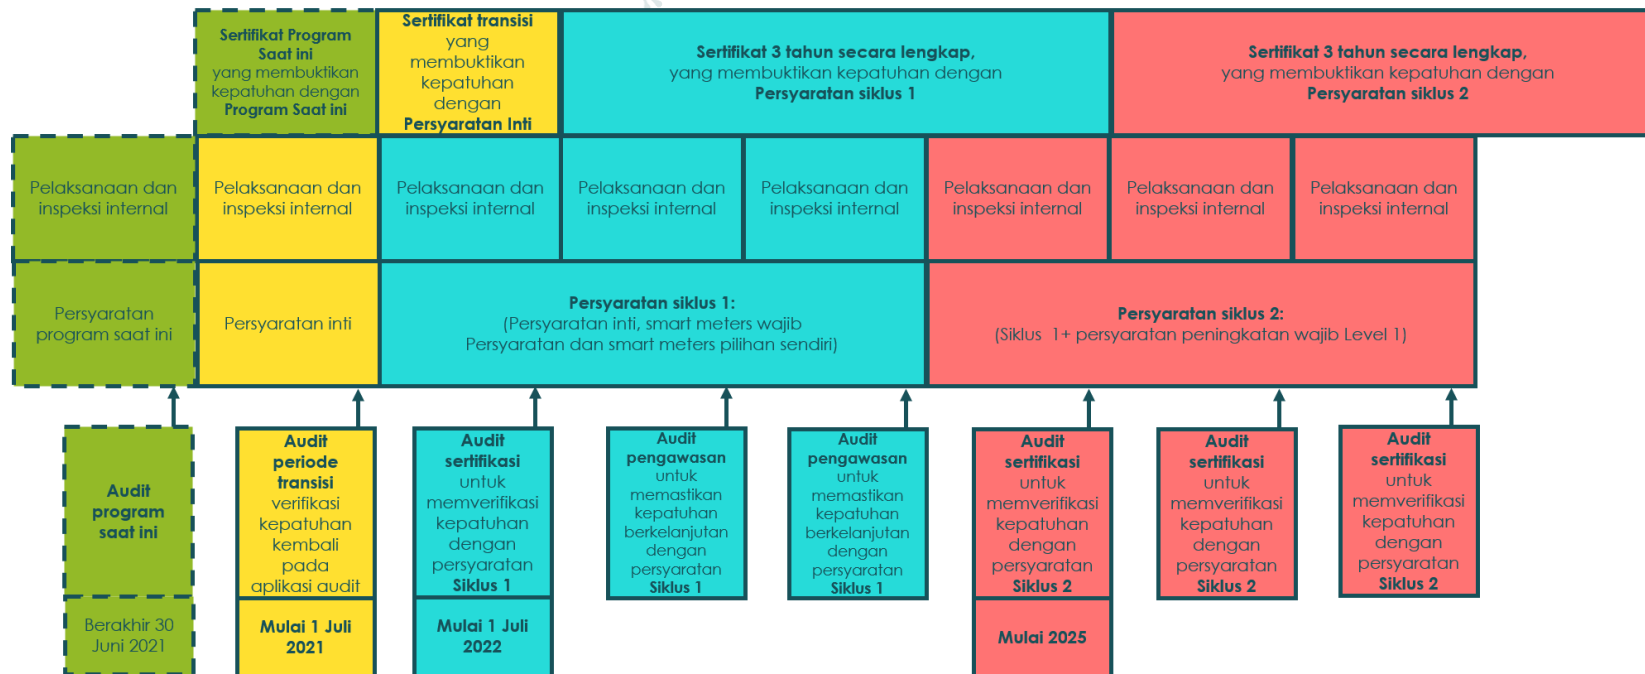 Sertifikat Program
Saat ini
yang membuktikan
kepatuhan dengan
Program Saat ini
Sertifikat transisi
yang
membuktikan
kepatuhan
dengan
Persyaratan Inti
Sertifikat 3 tahun secara lengkap,
yang membuktikan kepatuhan dengan
Persyaratan siklus 1
Sertifikat 3 tahun secara lengkap,
yang membuktikan kepatuhan dengan
Persyaratan siklus 2
Pelaksanaan dan
inspeksi internal
Pelaksanaan dan
inspeksi internal
Pelaksanaan dan
inspeksi internal
Pelaksanaan dan
inspeksi internal
Pelaksanaan dan
inspeksi internal
Pelaksanaan dan
inspeksi internal
Pelaksanaan dan
inspeksi internal
Pelaksanaan dan
inspeksi internal
Persyaratan
program saat ini
Persyaratan inti
Persyaratan siklus 1:
(Persyaratan inti, smart meters wajib
Persyaratan dan smart meters pilihan sendiri)
Persyaratan siklus 2:
(Siklus 1+ persyaratan peningkatan wajib Level 1)
Audit
program
saat ini
Berakhir 30
Juni 2021
Audit
periode
transisi
verifikasi
kepatuhan
kembali
pada
aplikasi audit
Mulai 1 Juli
2021
Audit
sertifikasi
untuk
memverifikasi
kepatuhan
dengan
persyaratan
Siklus 1
Mulai 1 Juli
2022
Audit
pengawasan
untuk
memastikan
kepatuhan
berkelanjutan
dengan
persyaratan
Siklus 1
Audit
pengawasan
untuk
memastikan
kepatuhan
berkelanjutan
dengan
persyaratan
Siklus 1
Audit
sertifikasi
untuk
memverifikasi
kepatuhan
dengan
persyaratan
Siklus 2
Mulai 2025
Audit
sertifikasi
untuk
memverifikasi
kepatuhan
dengan
persyaratan
Siklus 2
Audit
sertifikasi
untuk
memverifikasi
kepatuhan
dengan
persyaratan
Siklus 2